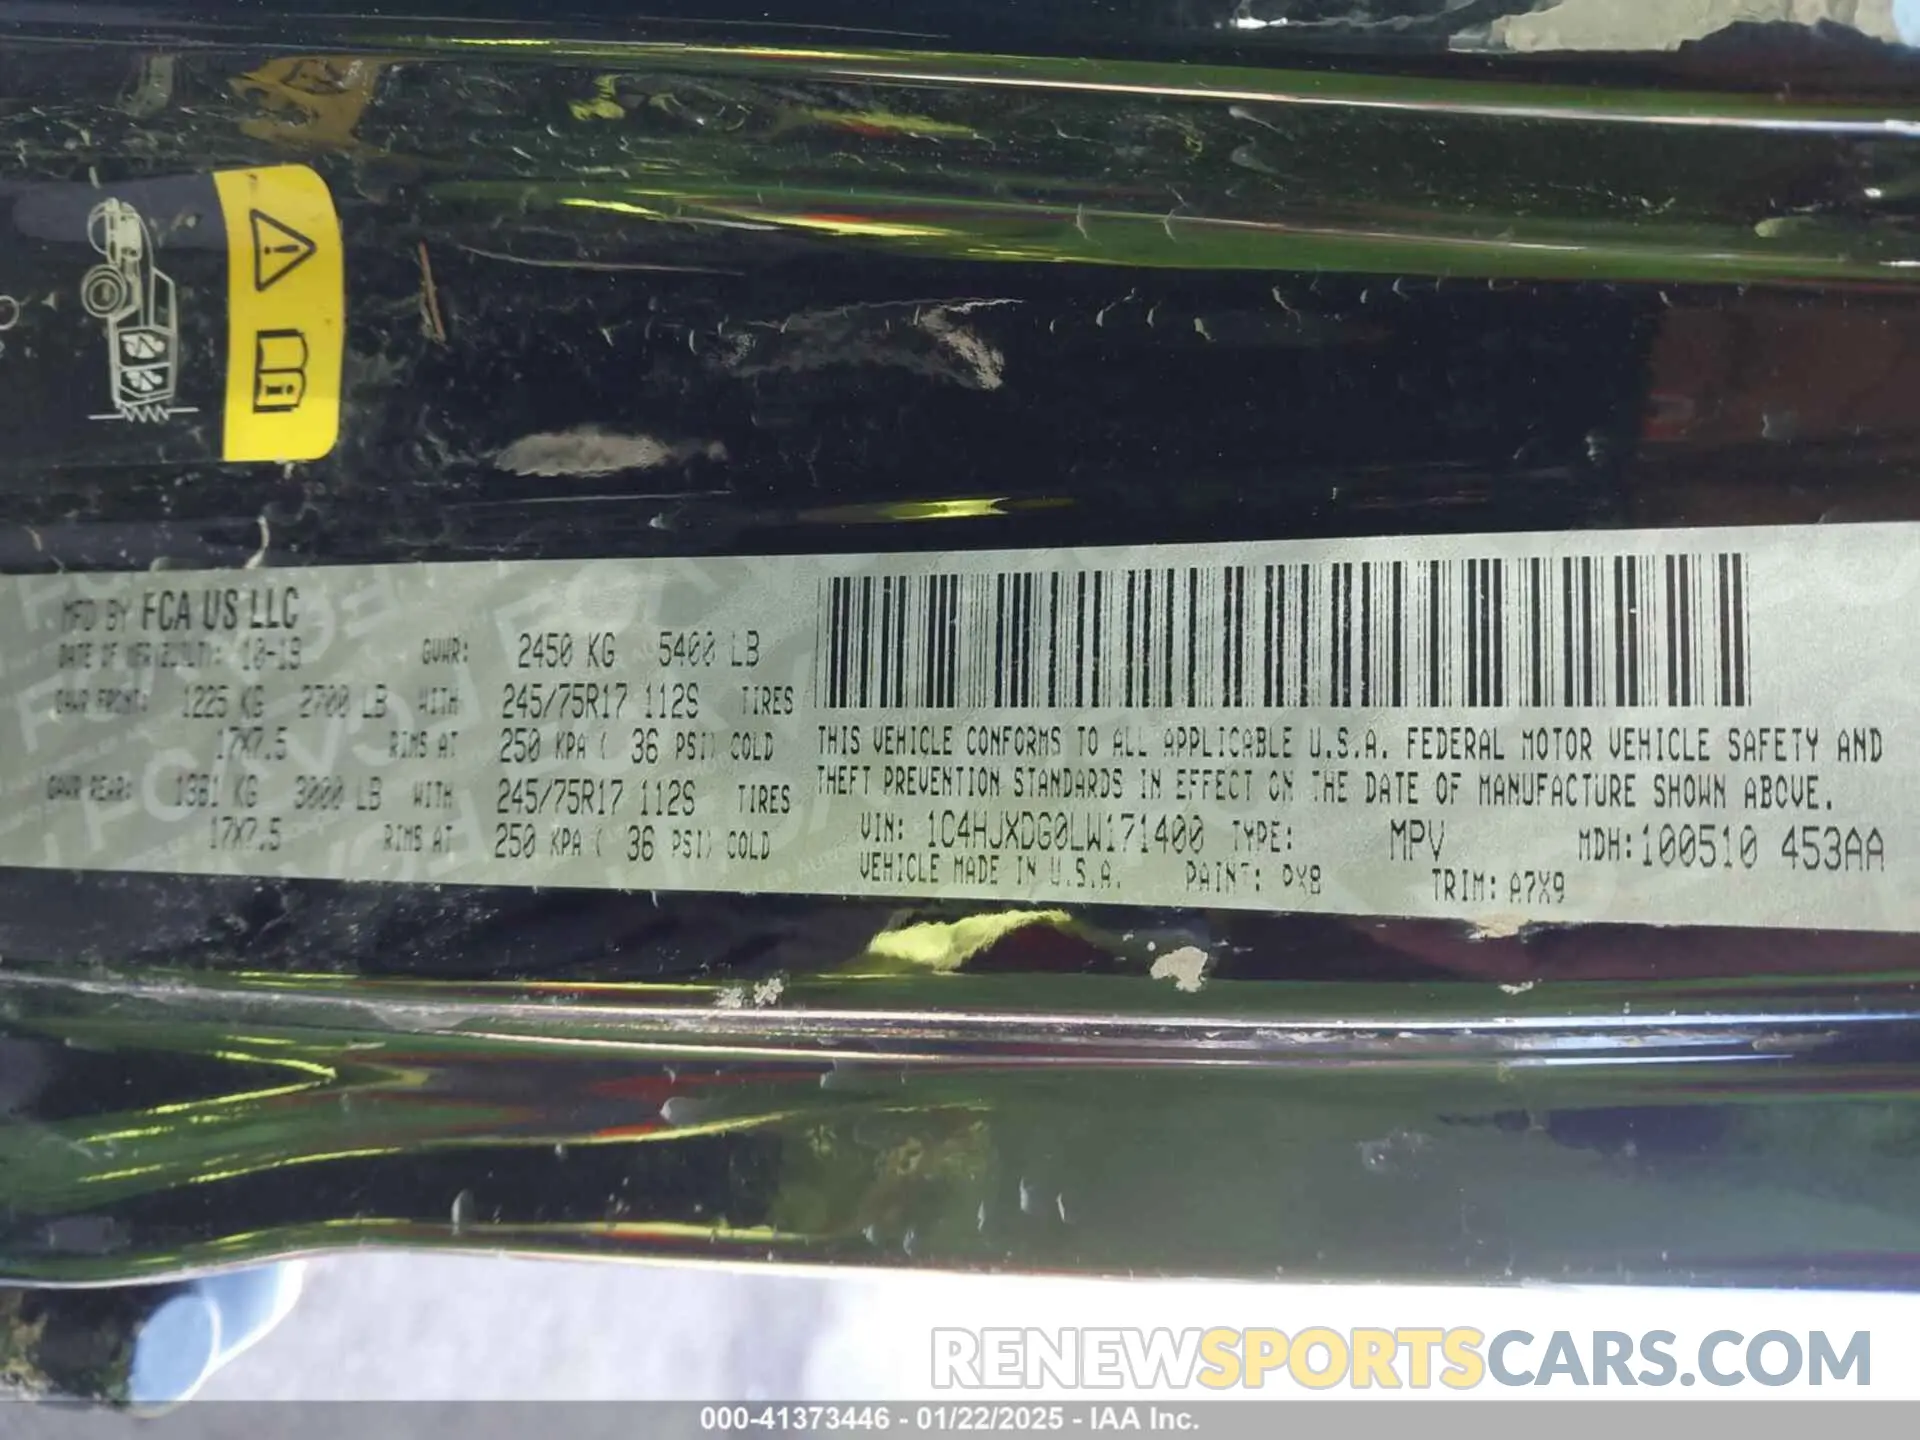 MFD BY FCA US LLC
DATE OF MFR 10-19 GVWR: 2450 KG 5400 LB
GAWR FRONT: 1225 KG 2700 LB WITH 245/75R17 112S TIRES
17X7.5 RIMS AT 250 KPA ( 36 PSI) COLD
GAWR REAR: 1361 KG 3000 LB WITH 245/75R17 112S TIRES
17X7.5 RIMS AT 250 KPA ( 36 PSI) COLD
THIS VEHICLE CONFORMS TO ALL APPLICABLE U.S.A. FEDERAL MOTOR VEHICLE SAFETY AND
THEFT PREVENTION STANDARDS IN EFFECT ON THE DATE OF MANUFACTURE SHOWN ABOVE.
VIN: 1C4HJXDG0LW171400 TYPE: MPV MDH: 100510 453AA
VEHICLE MADE IN U.S.A. PAINT: PX8 TRIM: A7X9
RENEWSPORTSCARS.COM
000-41373446 - 01/22/2025 - IAA Inc.